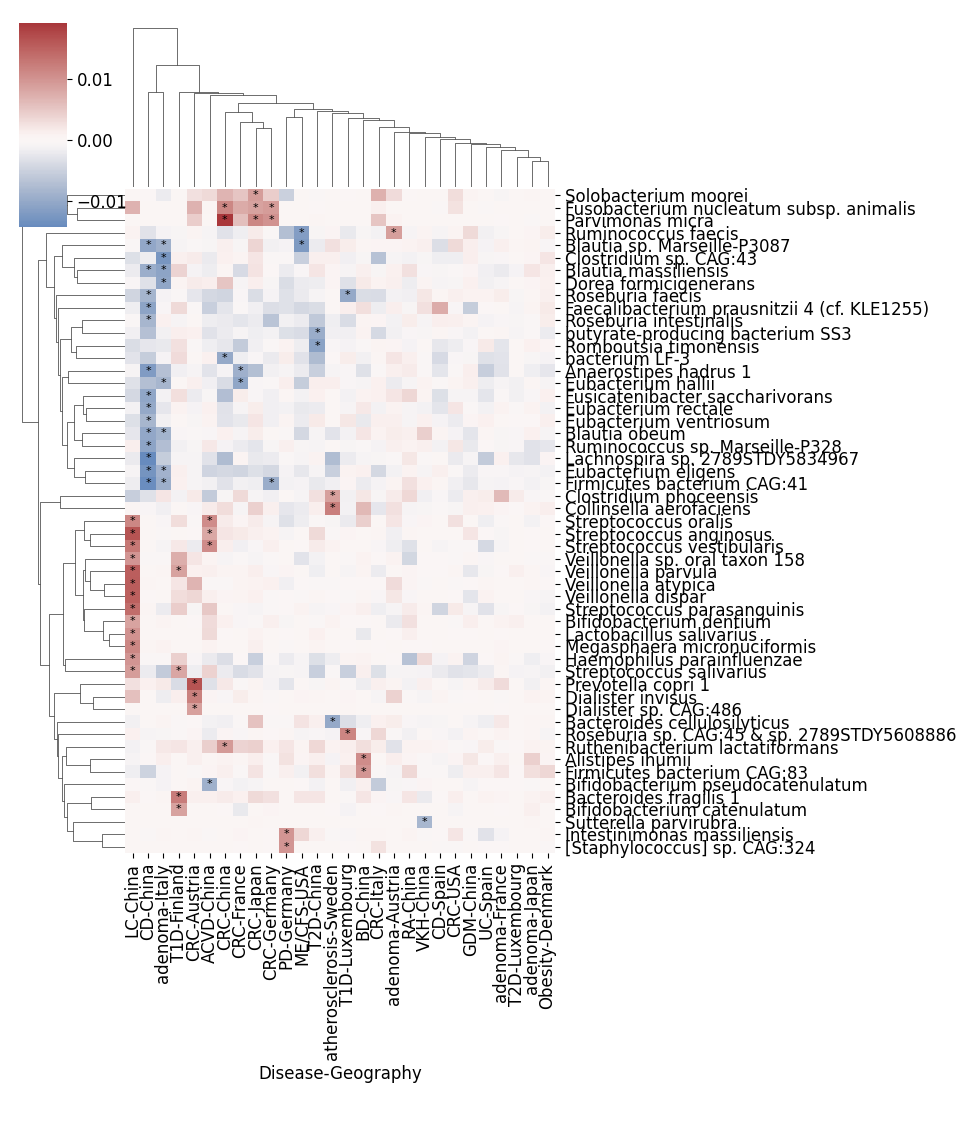 0.01
0.00
−0.01
Solobacterium moorei
Fusobacterium nucleatum subsp. animalis
Parvimonas micra
Ruminococcus faecis
Blautia sp. Marseille-P3087
Clostridium sp. CAG:43
Blautia massiliensis
Dorea formicigenerans
Roseburia faecis
Faecalibacterium prausnitzii 4 (cf. KLE1255)
Roseburia intestinalis
butyrate-producing bacterium SS3
Romboutsia timonensis
bacterium LF-3
Anaerostipes hadrus 1
Eubacterium hallii
Fusicatenibacter saccharivorans
Eubacterium rectale
Eubacterium ventriosum
Blautia obeum
Ruminococcus sp. Marseille-P328
Lachnospira sp. 2789STDY5834967
Eubacterium eligens
Firmicutes bacterium CAG:41
Clostridium phoceensis
Collinsella aerofaciens
Streptococcus oralis
Streptococcus anginosus
Streptococcus vestibularis
Veillonella sp. oral taxon 158
Veillonella parvula
Veillonella atypica
Veillonella dispar
Streptococcus parasanguinis
Bifidobacterium dentium
Lactobacillus salivarius
Megasphaera micronuciformis
Haemophilus parainfluenzae
Streptococcus salivarius
Prevotella copri 1
Dialister invisus
Dialister sp. CAG:486
Bacteroides cellulosilyticus
Roseburia sp. CAG:45 & sp. 2789STDY5608886
Ruthenibacterium lactatiformans
Alistipes ihumii
Firmicutes bacterium CAG:83
Bifidobacterium pseudocatenulatum
Bacteroides fragilis 1
Bifidobacterium catenulatum
Sutterella parvirubra
Intestinimonas massiliensis
[Staphylococcus] sp. CAG:324
LC-China
CD-China
adenoma-Italy
T1D-Finland
CRC-Austria
ACVD-China
CRC-China
CRC-France
CRC-Japan
CRC-Germany
PD-Germany
ME/CFS-USA
T2D-China
atherosclerosis-Sweden
T1D-Luxembourg
BD-China
CRC-Italy
adenoma-Austria
RA-China
VKH-China
CD-Spain
CRC-USA
GDM-China
UC-Spain
adenoma-France
T2D-Luxembourg
adenoma-Japan
Obesity-Denmark
Disease-Geography